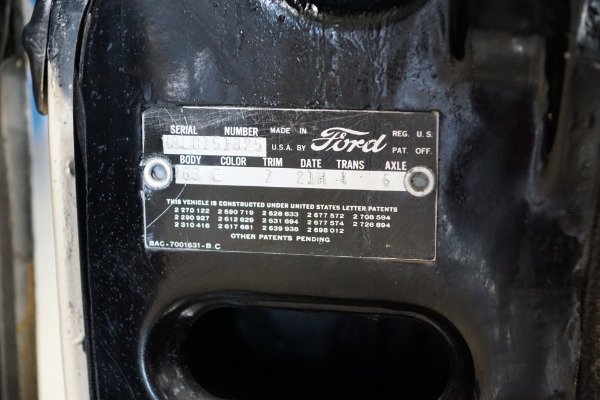 SERIAL NUMBER MADE IN Ford REG. U.S.
U.S.A. BY PAT. OFF.
BODY COLOR TRIM DATE TRANS AXLE
63 Z 21H 4 6
THIS VEHICLE IS CONSTRUCTED UNDER UNITED STATES LETTER PATENTS
2 270 122 2 590 719 2 628 833 2 677 572 2 708 594
2 290 927 2 612 629 2 631 694 2 677 574 2 726 894
2 310 416 2 617 681 2 639 938 2 698 012
OTHER PATENTS PENDING
BAC-7001631-B C